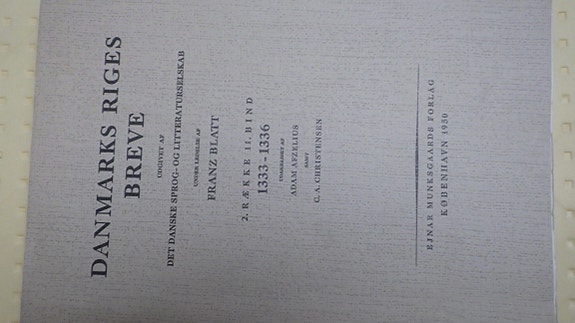 DANMARKS RIGES
BREVE
UDGIVET AF
DET DANSKE SPROG- OG LITTERATURSELSKAB
UNDER LEDELSE AF
FRANZ BLATT
2. RÆKKE 11. BIND
1333-1336
UDARBEJDET AF
ADAM AFZELIUS
SAMT
C. A. CHRISTENSEN
EJNAR MUNKSGAARDS FORLAG
KØBENHAVN 1950